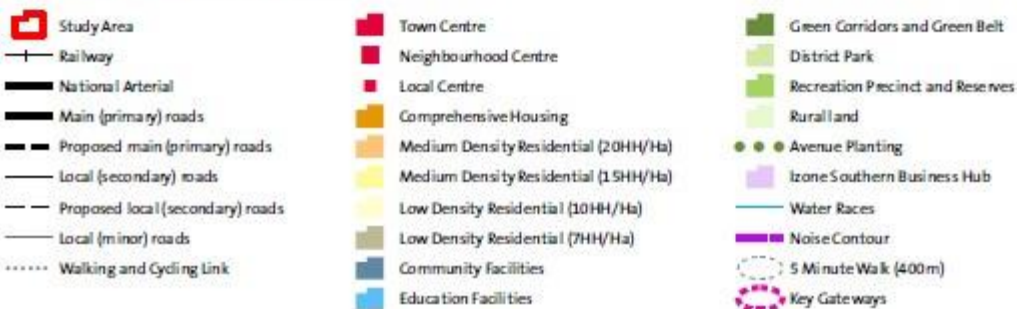 Study Area
Railway
National Arterial
Main (primary) roads
Proposed main (primary) roads
Local (secondary) roads
Proposed local (secondary) roads
Local (minor) roads
Walking and Cycling Link
Town Centre
Neighbourhood Centre
Local Centre
Comprehensive Housing
Medium Density Residential (20HH/Ha)
Medium Density Residential (15HH/Ha)
Low Density Residential (10HH/Ha)
Low Density Residential (7HH/Ha)
Community Facilities
Education Facilities
Green Corridors and Green Belt
District Park
Recreation Precinct and Reserves
Rural land
Avenue Planting
Izone Southern Business Hub
Water Races
Noise Contour
5 Minute Walk (400m)
Key Gateways